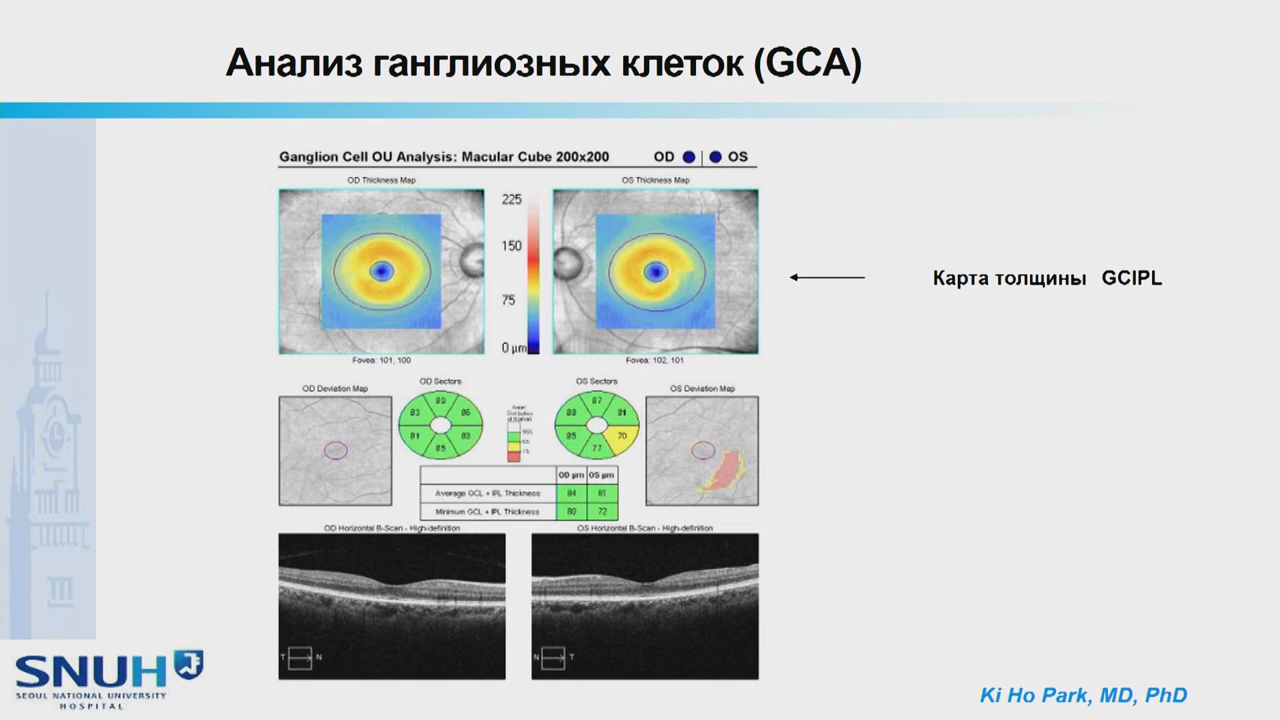 Анализ ганглиозных клеток (GCA)
Ganglion Cell OU Analysis: Macular Cube 200x200 OD OS
OD Thickness Map
OS Thickness Map
225
150
75
0 µm
Карта толщины GCIPL
Fovea: 101, 100
Fovea: 102, 101
OD Deviation Map
OD Sectors
OS Sectors
OS Deviation Map
89
83 86
81 83
85
87
88 81
85 70
77
OD µm OS µm
Average GCL + IPL Thickness 84 81
Minimum GCL + IPL Thickness 80 72
OD Horizontal B-Scan - High-definition
OS Horizontal B-Scan - High-definition
T N
N T
SNUH
SEOUL NATIONAL UNIVERSITY
HOSPITAL
Ki Ho Park, MD, PhD